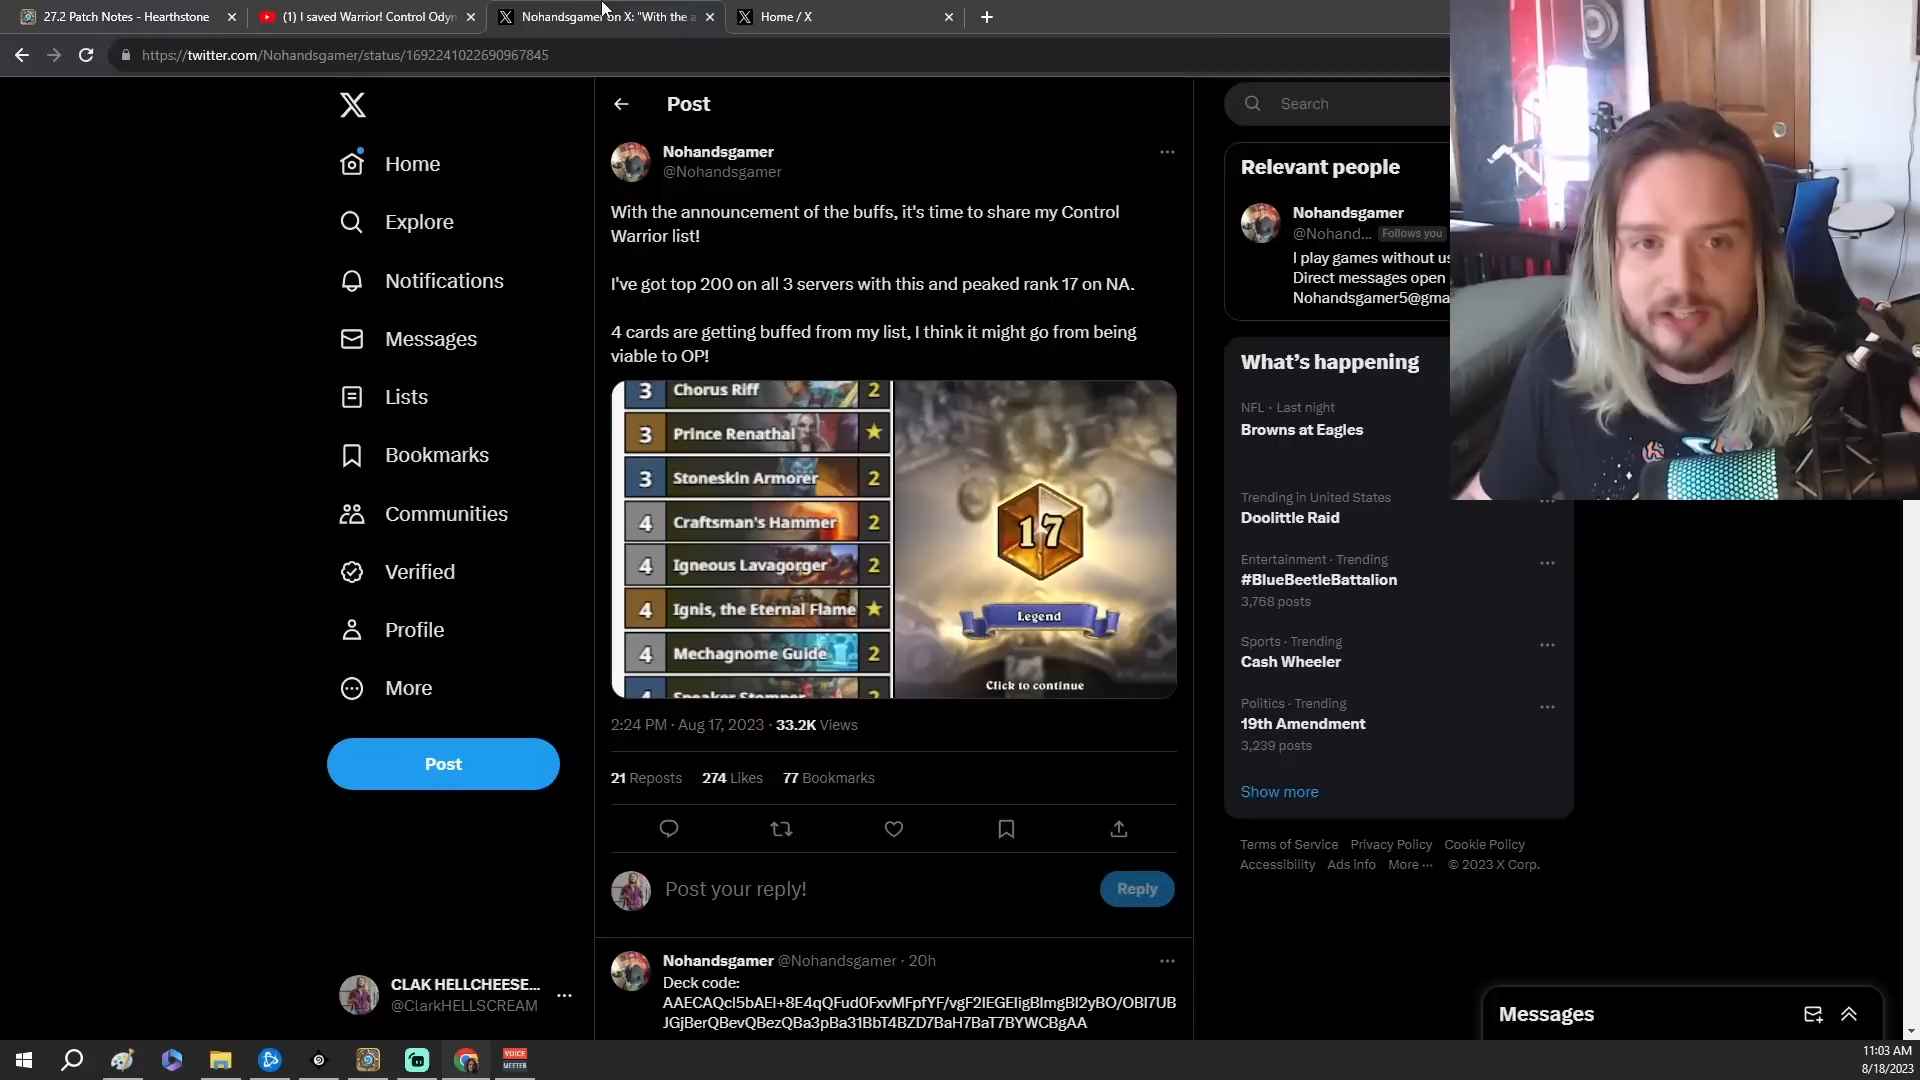 27.2 Patch Notes - Hearthstone
(1) I saved Warrior! Control Odyn
Nohandsgamer on X: "With the a
Home / X
https://twitter.com/Nohandsgamer/status/1692241022690967845
Home
Explore
Notifications
Messages
Lists
Bookmarks
Communities
Verified
Profile
More
Post
CLAK HELLCHEESE...
@ClarkHELLSCREAM
Post
Nohandsgamer
@Nohandsgamer
With the announcement of the buffs, it's time to share my Control
Warrior list!
I've got top 200 on all 3 servers with this and peaked rank 17 on NA.
4 cards are getting buffed from my list, I think it might go from being
viable to OP!
3 Chorus Riff 2
3 Prince Renathal
3 Stoneskin Armorer 2
4 Craftsman's Hammer 2
4 Igneous Lavagorger 2
4 Ignis, the Eternal Flame
4 Mechagnome Guide 2
4 Speaker Stomper 2
17
Legend
Click to continue
2:24 PM · Aug 17, 2023 · 33.2K Views
21 Reposts 274 Likes 77 Bookmarks
Post your reply!
Reply
Nohandsgamer @Nohandsgamer · 20h
Deck code:
AAECAQcI5bAEI+8E4qQFud0FxvMFpfYF/vgF2IEGEIigBImgBI2yBO/OBI7UB
JGjBerQBevQBezQBa3pBa31BbT4BZD7BaH7BaT7BYWCBgAA
Search
Relevant people
Nohandsgamer
@Nohand... Follows you
I play games without us
Direct messages open
Nohandsgamer5@gma
What's happening
NFL · Last night
Browns at Eagles
Trending in United States
Doolittle Raid
Entertainment · Trending
#BlueBeetleBattalion
3,768 posts
Sports · Trending
Cash Wheeler
Politics · Trending
19th Amendment
3,239 posts
Show more
Terms of Service Privacy Policy Cookie Policy
Accessibility Ads info More ··· © 2023 X Corp.
Messages
VOICE
MEETER
11:03 AM
8/18/2023